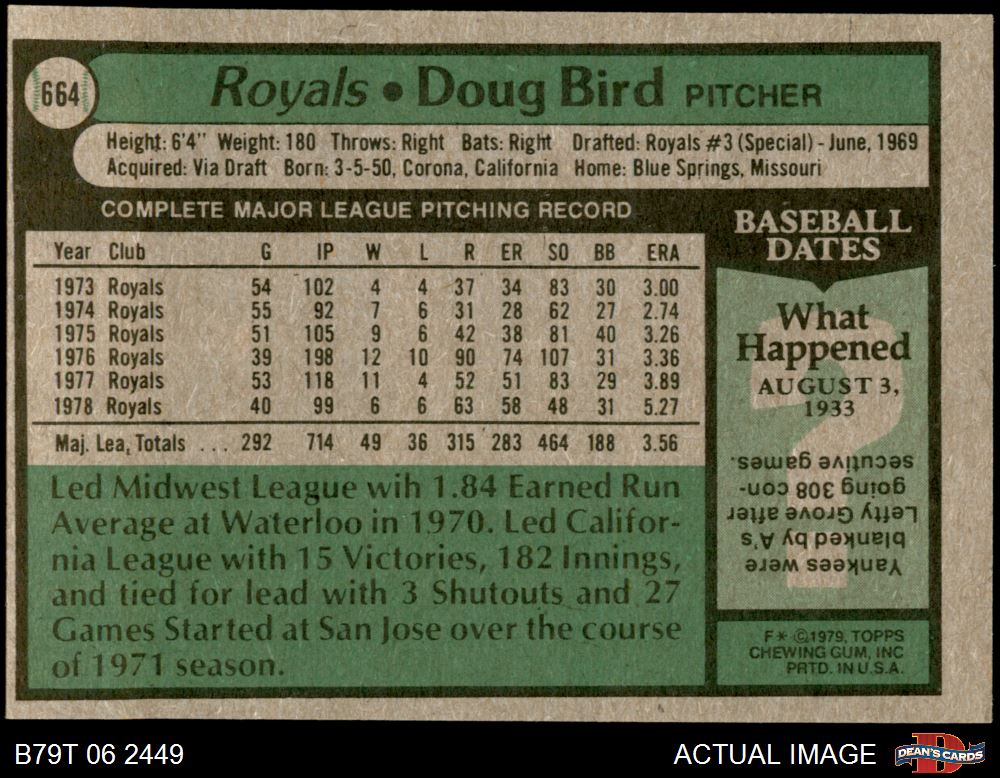 664
Royals • Doug Bird PITCHER
Height: 6'4" Weight: 180 Throws: Right Bats: Right Drafted: Royals #3 (Special) - June, 1969
Acquired: Via Draft Born: 3-5-50, Corona, California Home: Blue Springs, Missouri
COMPLETE MAJOR LEAGUE PITCHING RECORD
Year Club G IP W L R ER SO BB ERA
1973 Royals 54 102 4 4 37 34 83 30 3.00
1974 Royals 55 92 7 6 31 28 62 27 2.74
1975 Royals 51 105 9 6 42 38 81 40 3.26
1976 Royals 39 198 12 10 90 74 107 31 3.36
1977 Royals 53 118 11 4 52 51 83 29 3.89
1978 Royals 40 99 6 6 63 58 48 31 5.27
Maj. Lea, Totals ... 292 714 49 36 315 283 464 188 3.56
Led Midwest League wih 1.84 Earned Run
Average at Waterloo in 1970. Led Califor-
nia League with 15 Victories, 182 Innings,
and tied for lead with 3 Shutouts and 27
Games Started at San Jose over the course
of 1971 season.
BASEBALL
DATES
What
Happened
AUGUST 3,
1933
?
Yankees were
blanked by A's
Lefty Grove after
going 308 con-
secutive games.
F* ©1979, TOPPS
CHEWING GUM, INC
PRTD. IN U.S.A.
B79T 06 2449
ACTUAL IMAGE
D
DEAN'S CARDS